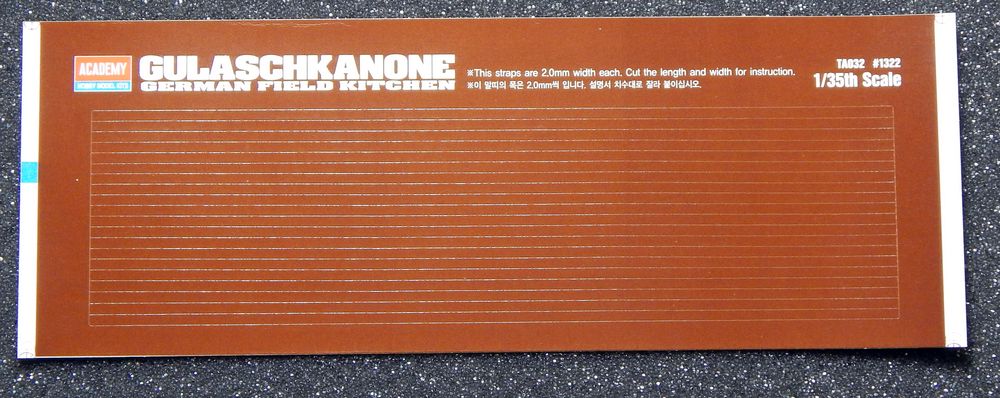 ACADEMY
HOBBY MODEL KITS
GULASCHKANONE
GERMAN FIELD KITCHEN
※This straps are 2.0mm width each. Cut the length and width for instruction.
※이 말띠의 폭은 2.0mm씩 입니다. 설명서 치수대로 잘라 붙이십시오.
TA032 #1322
1/35th Scale